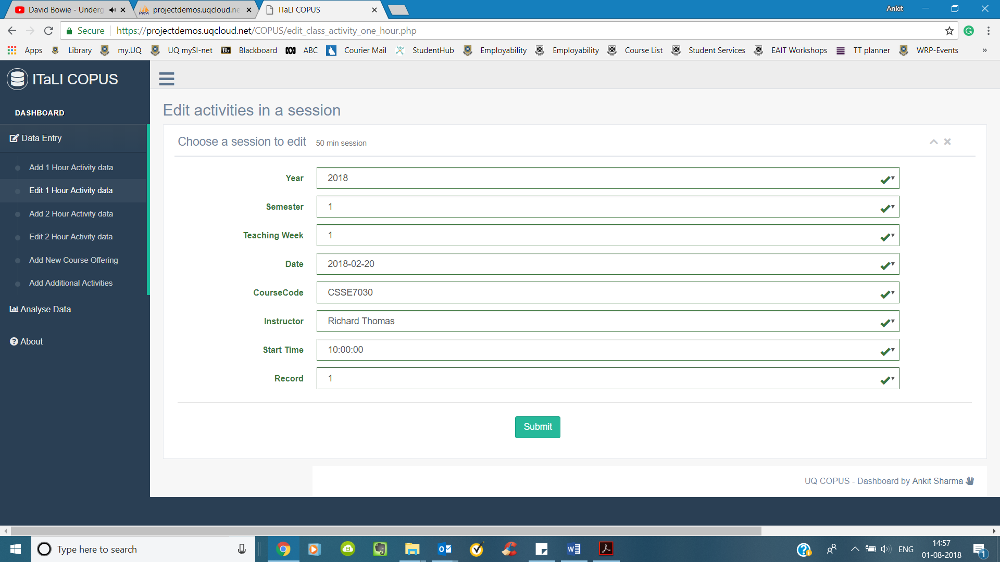 David Bowie - Underg
projectdemos.uqcloud.ne
ITaLI COPUS
Ankit
Secure
https://projectdemos.uqcloud.net/COPUS/edit_class_activity_one_hour.php
Apps
Library
my.UQ
UQ mySI-net
Blackboard
ABC
Courier Mail
StudentHub
Employability
Employability
Course List
Student Services
EAIT Workshops
TT planner
WRP-Events
»
ITaLI COPUS
DASHBOARD
Data Entry
Add 1 Hour Activity data
Edit 1 Hour Activity data
Add 2 Hour Activity data
Edit 2 Hour Activity data
Add New Course Offering
Add Additional Activities
Analyse Data
About
Edit activities in a session
Choose a session to edit 50 min session
Year 2018
Semester 1
Teaching Week 1
Date 2018-02-20
CourseCode CSSE7030
Instructor Richard Thomas
Start Time 10:00:00
Record 1
Submit
UQ COPUS - Dashboard by Ankit Sharma
Type here to search
ENG
14:57
01-08-2018
1